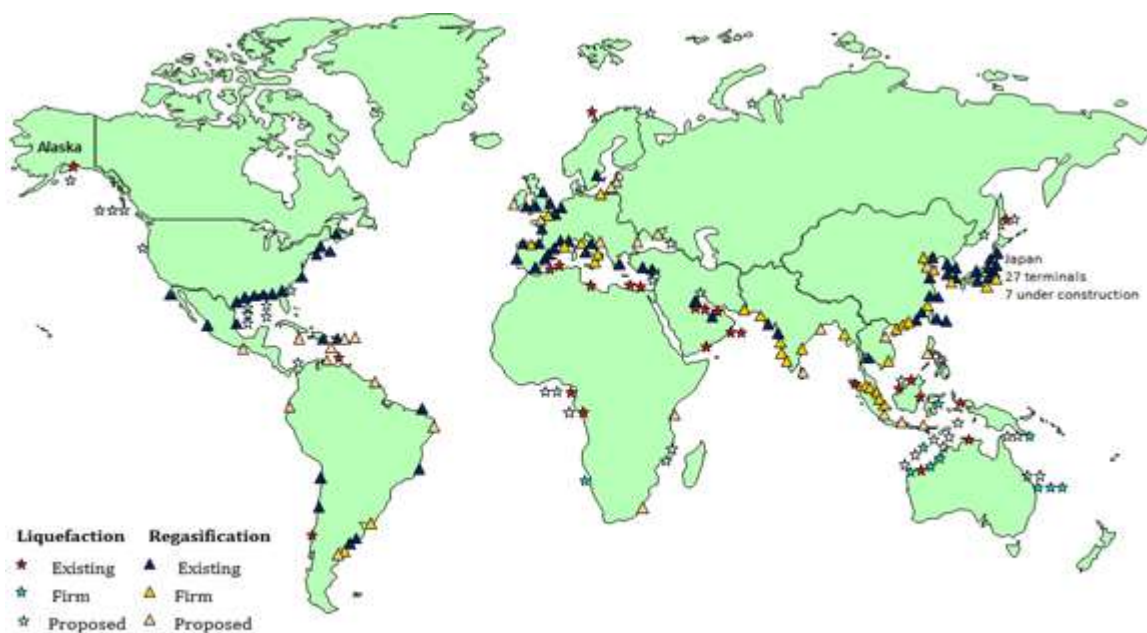 Alaska
Japan
27 terminals
7 under construction
Liquefaction Regasification
Existing Existing
Firm Firm
Proposed Proposed